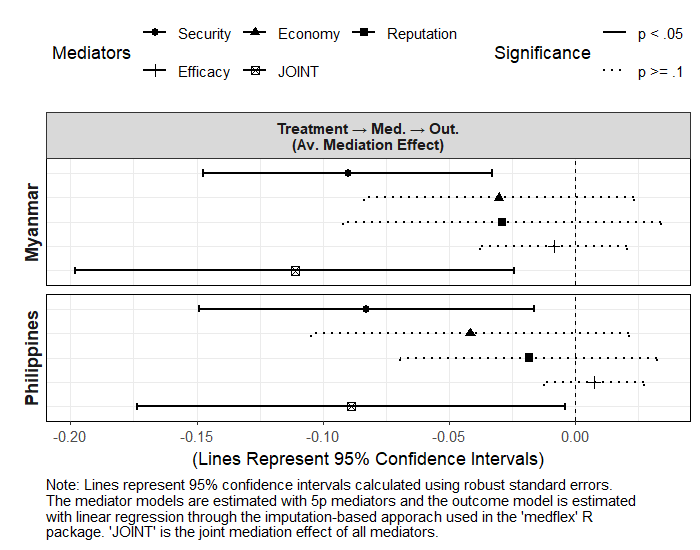 Mediators
Security
Economy
Reputation
Efficacy
JOINT
Significance
p < .05
p >= .1
Treatment → Med. → Out.
(Av. Mediation Effect)
Myanmar
Philippines
-0.20
-0.15
-0.10
-0.05
0.00
(Lines Represent 95% Confidence Intervals)
Note: Lines represent 95% confidence intervals calculated using robust standard errors.
The mediator models are estimated with 5p mediators and the outcome model is estimated
with linear regression through the imputation-based apporach used in the 'medflex' R
package. 'JOINT' is the joint mediation effect of all mediators.